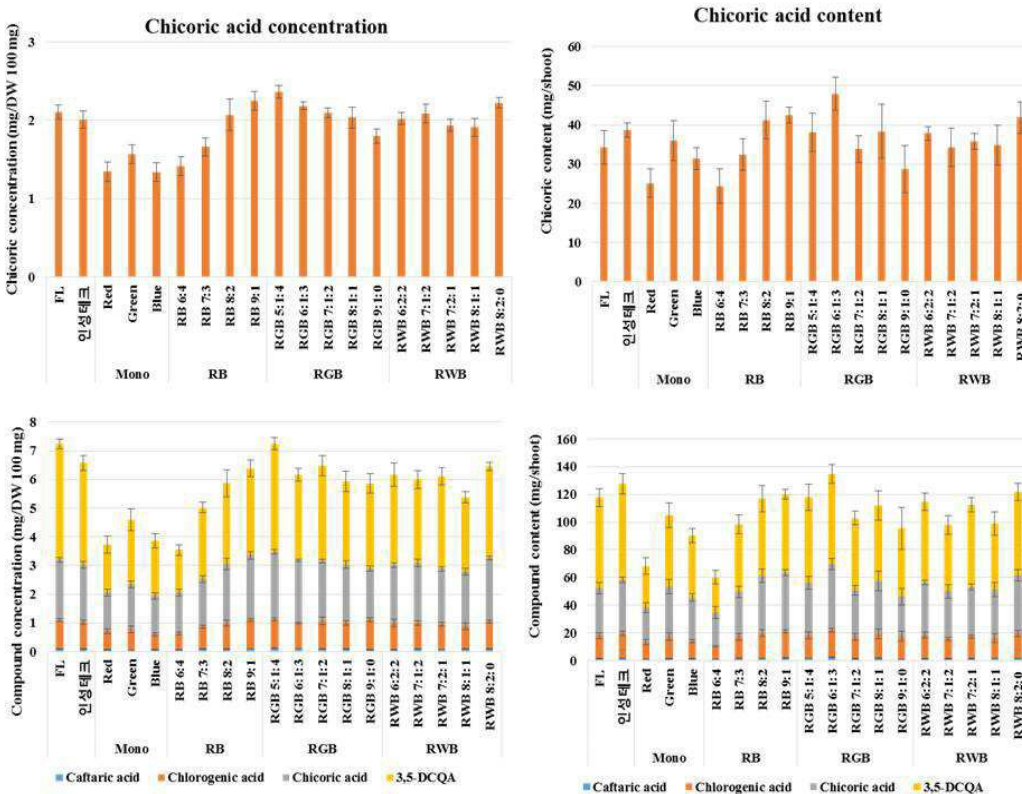 Chicoric acid concentration
Chicoric concentration (mg/DW 100 mg)
3
2
1
0
FL
인성테크
Red
Green
Blue
RB 6:4
RB 7:3
RB 8:2
RB 9:1
RGB 5:1:4
RGB 6:1:3
RGB 7:1:2
RGB 8:1:1
RGB 9:1:0
RWB 6:2:2
RWB 7:1:2
RWB 7:2:1
RWB 8:1:1
RWB 8:2:0
Mono
RB
RGB
RWB
Chicoric acid content
Chicoric content (mg/shoot)
60
50
40
30
20
10
0
FL
인성테크
Red
Green
Blue
RB 6:4
RB 7:3
RB 8:2
RB 9:1
RGB 5:1:4
RGB 6:1:3
RGB 7:1:2
RGB 8:1:1
RGB 9:1:0
RWB 6:2:2
RWB 7:1:2
RWB 7:2:1
RWB 8:1:1
RWB 8:2:0
Mono
RB
RGB
RWB
Compound concentration (mg/DW 100 mg)
8
7
6
5
4
3
2
1
0
FL
인성테크
Red
Green
Blue
RB 6:4
RB 7:3
RB 8:2
RB 9:1
RGB 5:1:4
RGB 6:1:3
RGB 7:1:2
RGB 8:1:1
RGB 9:1:0
RWB 6:2:2
RWB 7:1:2
RWB 7:2:1
RWB 8:1:1
RWB 8:2:0
Mono
RB
RGB
RWB
Caftaric acid
Chlorogenic acid
Chicoric acid
3,5-DCQA
Compound content (mg/shoot)
160
140
120
100
80
60
40
20
0
FL
인성테크
Red
Green
Blue
RB 6:4
RB 7:3
RB 8:2
RB 9:1
RGB 5:1:4
RGB 6:1:3
RGB 7:1:2
RGB 8:1:1
RGB 9:1:0
RWB 6:2:2
RWB 7:1:2
RWB 7:2:1
RWB 8:1:1
RWB 8:2:0
Mono
RB
RGB
RWB
Caftaric acid
Chlorogenic acid
Chicoric acid
3,5-DCQA